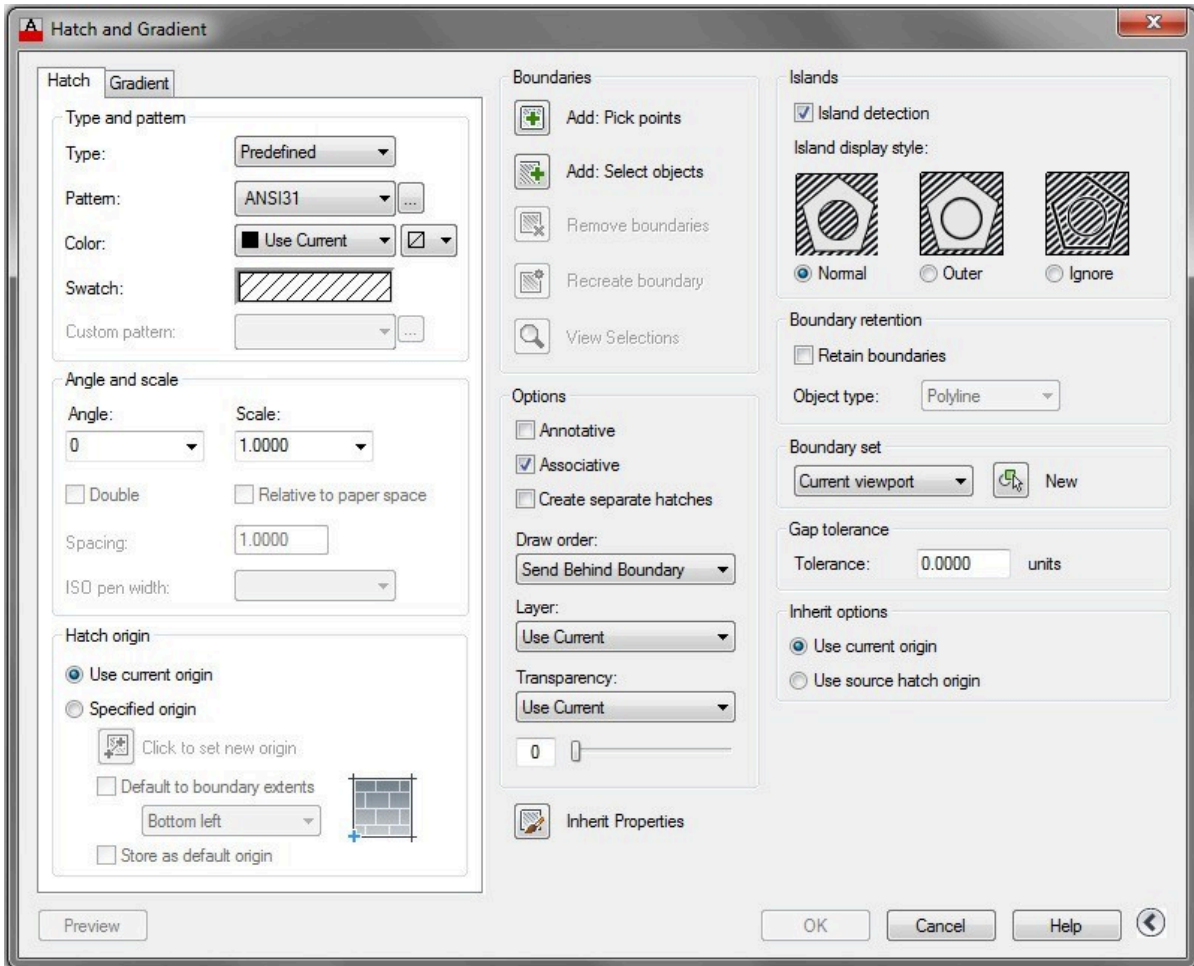 Hatch and Gradient
Hatch
Gradient
Type and pattern
Type:
Predefined
Pattern:
ANSI31
...
Color:
Use Current
Swatch:
Custom pattern:
...
Angle and scale
Angle:
Scale:
0
1.0000
Double
Relative to paper space
Spacing:
1.0000
ISO pen width:
Hatch origin
Use current origin
Specified origin
Click to set new origin
Default to boundary extents
Bottom left
Store as default origin
Preview
Boundaries
Add: Pick points
Add: Select objects
Remove boundaries
Recreate boundary
View Selections
Options
Annotative
Associative
Create separate hatches
Draw order:
Send Behind Boundary
Layer:
Use Current
Transparency:
Use Current
0
Inherit Properties
Islands
Island detection
Island display style:
Normal
Outer
Ignore
Boundary retention
Retain boundaries
Object type:
Polyline
Boundary set
Current viewport
New
Gap tolerance
Tolerance:
0.0000
units
Inherit options
Use current origin
Use source hatch origin
OK
Cancel
Help